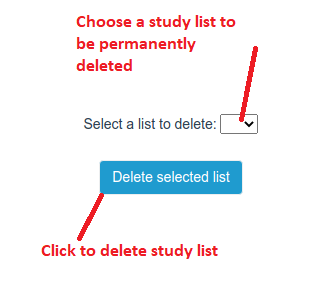 Choose a study list to
be permanently
deleted
Select a list to delete:
Delete selected list
Click to delete study list